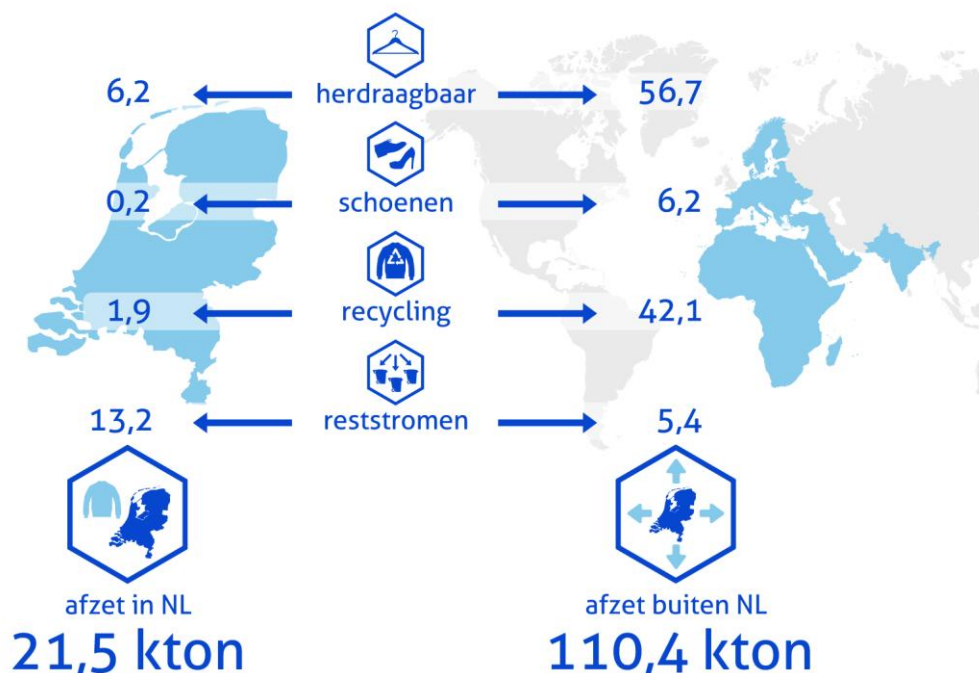 6,2 herdraagbaar 56,7
0,2 schoenen 6,2
1,9 recycling 42,1
13,2 reststromen 5,4
afzet in NL afzet buiten NL
21,5 kton 110,4 kton